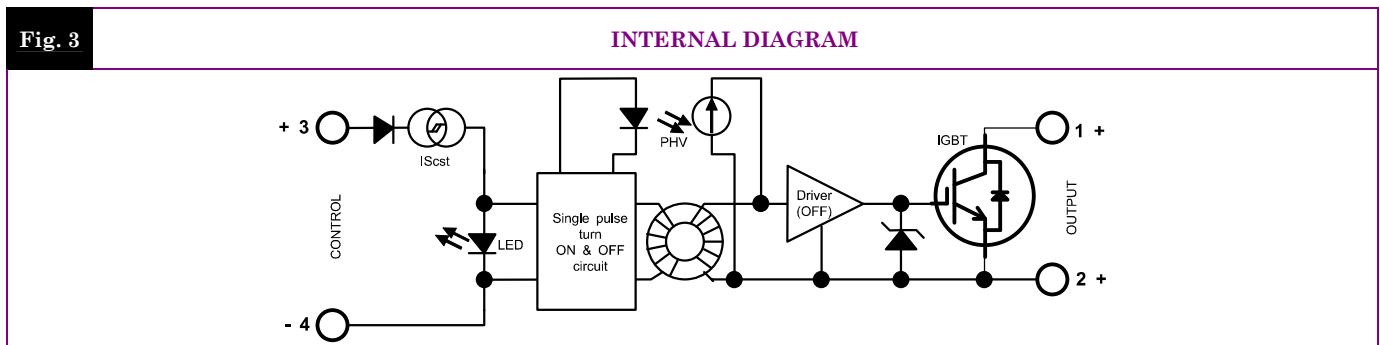 Fig. 3
INTERNAL DIAGRAM
+ 3
IScst
PHV
IGBT
1 +
CONTROL
LED
Single pulse
turn
ON & OFF
circuit
Driver
(OFF)
OUTPUT
2 +
- 4